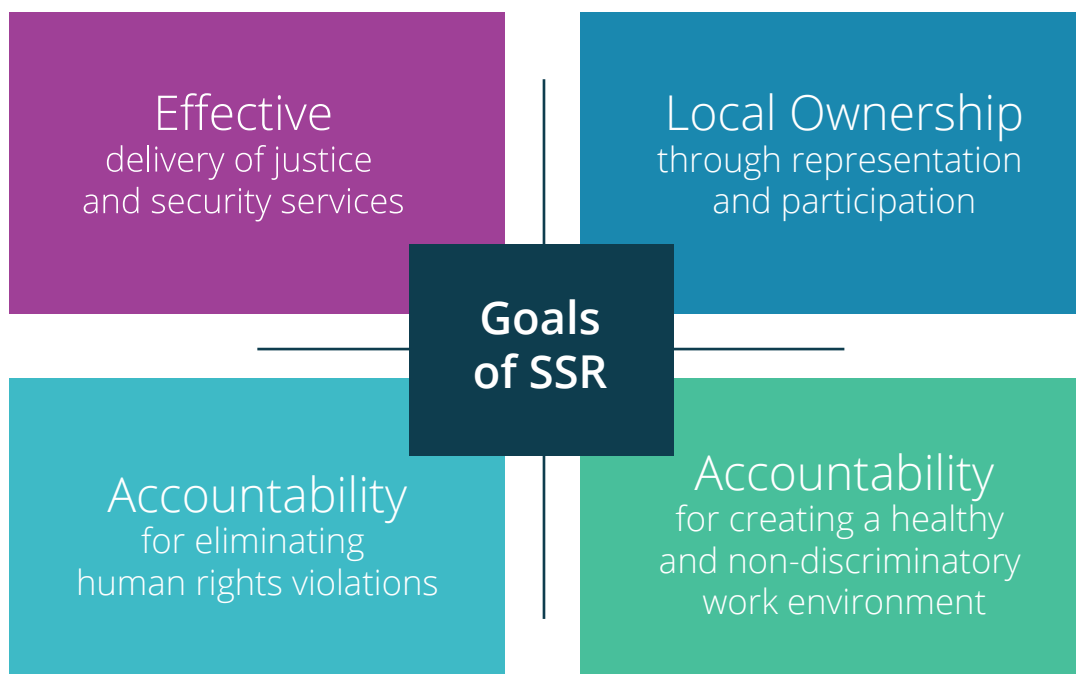 Effective
delivery of justice
and security services
Local Ownership
through representation
and participation
Goals
of SSR
Accountability
for eliminating
human rights violations
Accountability
for creating a healthy
and non-discriminatory
work environment